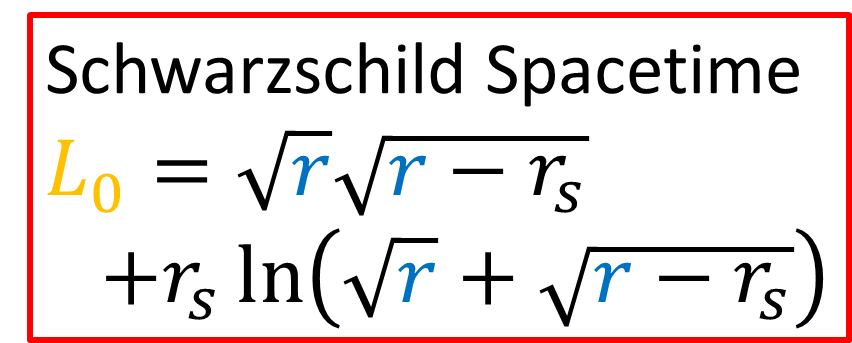 Schwarzschild Spacetime
L₀ = √r√(r − rₛ)
+rₛ ln(√r + √(r − rₛ))